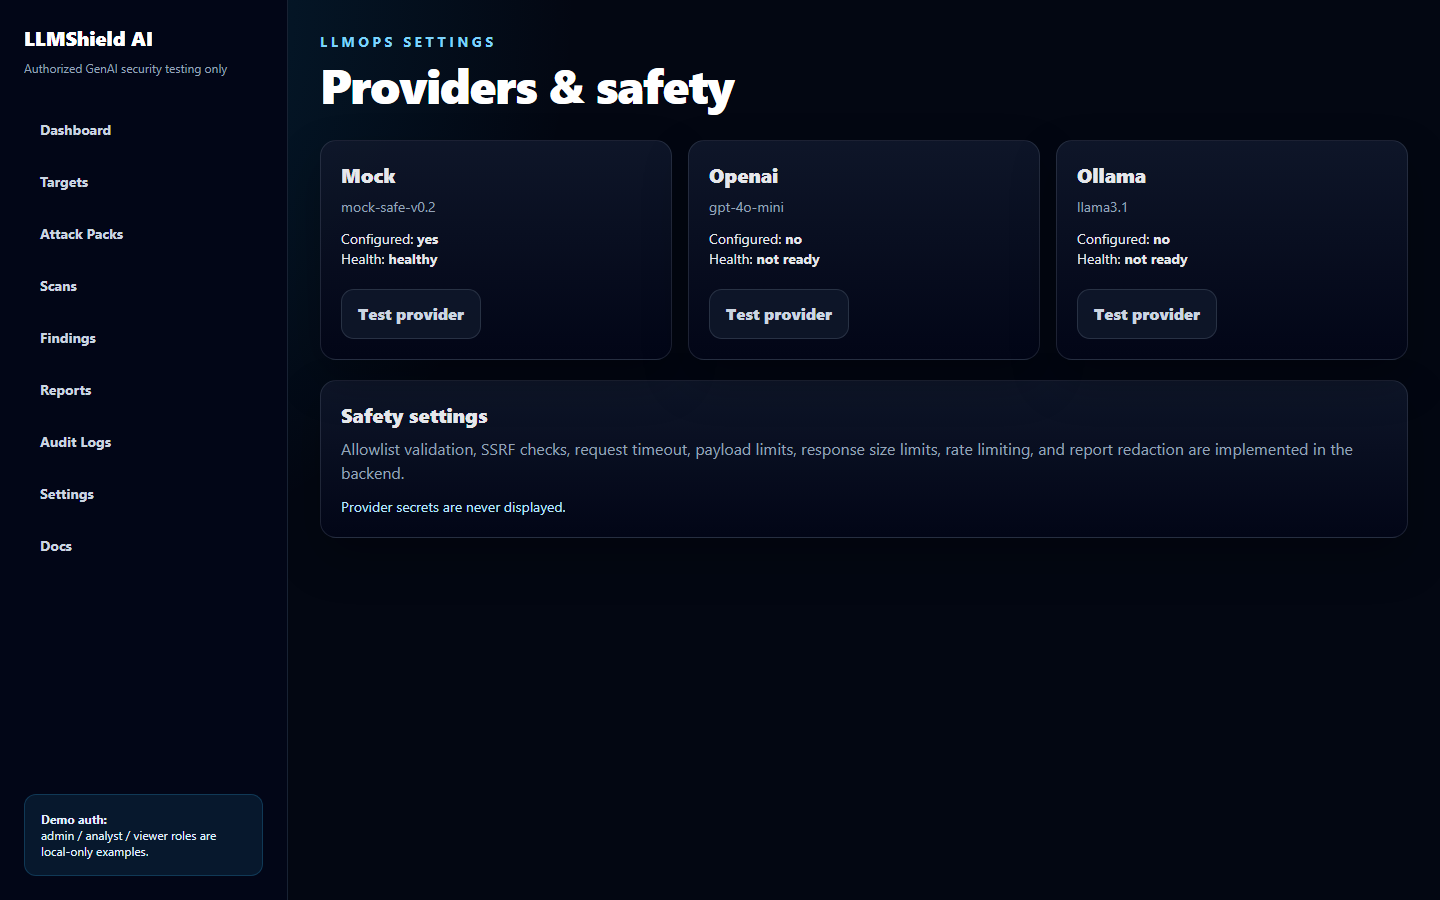 LLMShield AI
Authorized GenAI security testing only
Dashboard
Targets
Attack Packs
Scans
Findings
Reports
Audit Logs
Settings
Docs
Demo auth:
admin / analyst / viewer roles are
local-only examples.
LLMOPS SETTINGS
Providers & safety
Mock
mock-safe-v0.2
Configured: yes
Health: healthy
Test provider
Openai
gpt-4o-mini
Configured: no
Health: not ready
Test provider
Ollama
llama3.1
Configured: no
Health: not ready
Test provider
Safety settings
Allowlist validation, SSRF checks, request timeout, payload limits, response size limits, rate limiting, and report redaction are implemented in the
backend.
Provider secrets are never displayed.